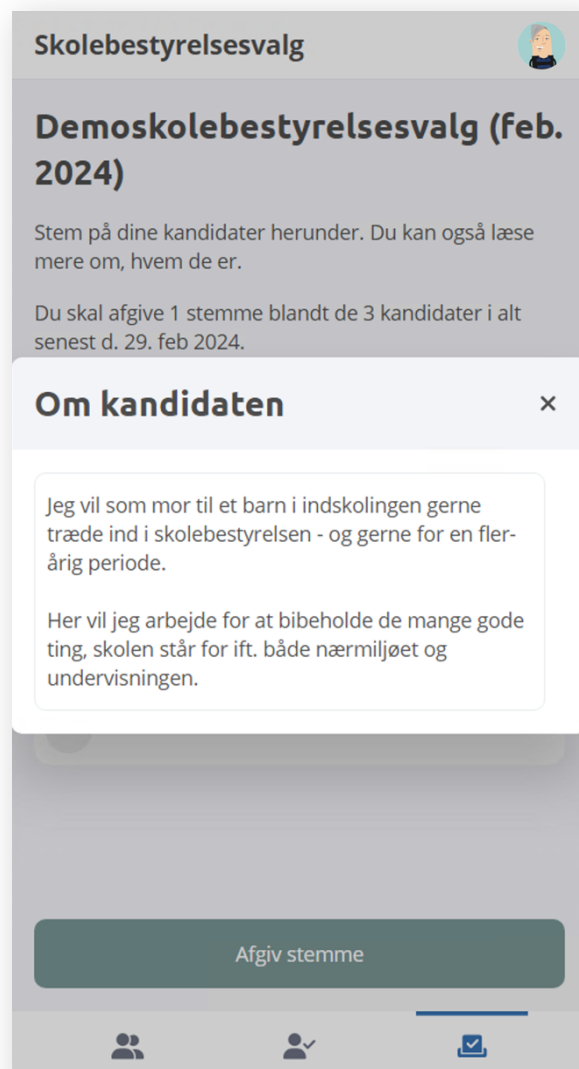 Skolebestyrelsesvalg
Demoskolebestyrelsesvalg (feb.
2024)
Stem på dine kandidater herunder. Du kan også læse
mere om, hvem de er.
Du skal afgive 1 stemme blandt de 3 kandidater i alt
senest d. 29. feb 2024.
Om kandidaten
Jeg vil som mor til et barn i indskolingen gerne
træde ind i skolebestyrelsen - og gerne for en fler-
årig periode.
Her vil jeg arbejde for at bibeholde de mange gode
ting, skolen står for ift. både nærmiljøet og
undervisningen.
Afgiv stemme